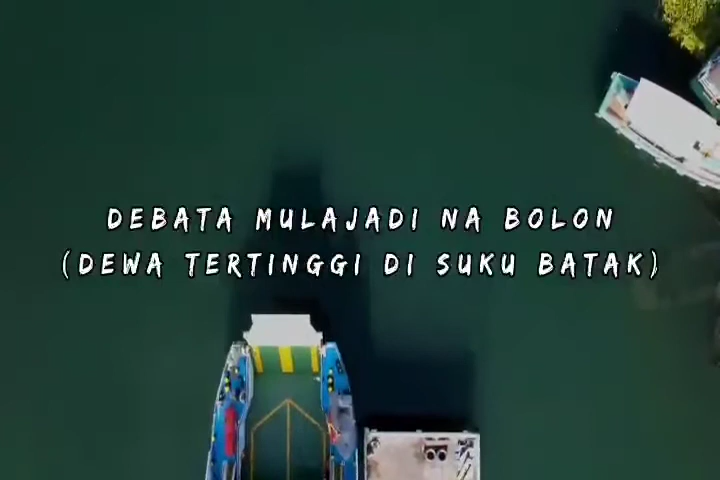 DEBATA MULAJADI NA BOLON
(DEWA TERTINGGI DI SUKU BATAK)